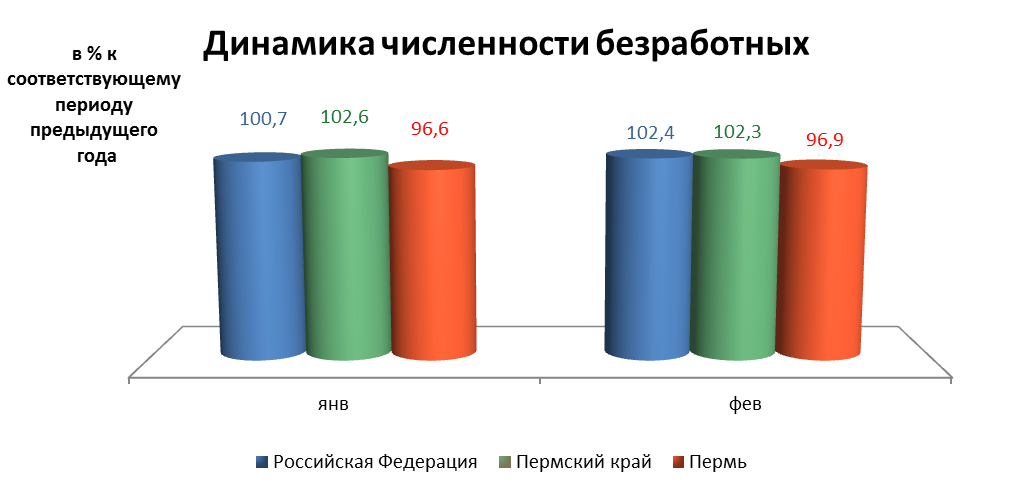 Динамика численности безработных
в % к
соответствующему
периоду
предыдущего
года
100,7 102,6 96,6 102,4 102,3 96,9
янв фев
Российская Федерация Пермский край Пермь